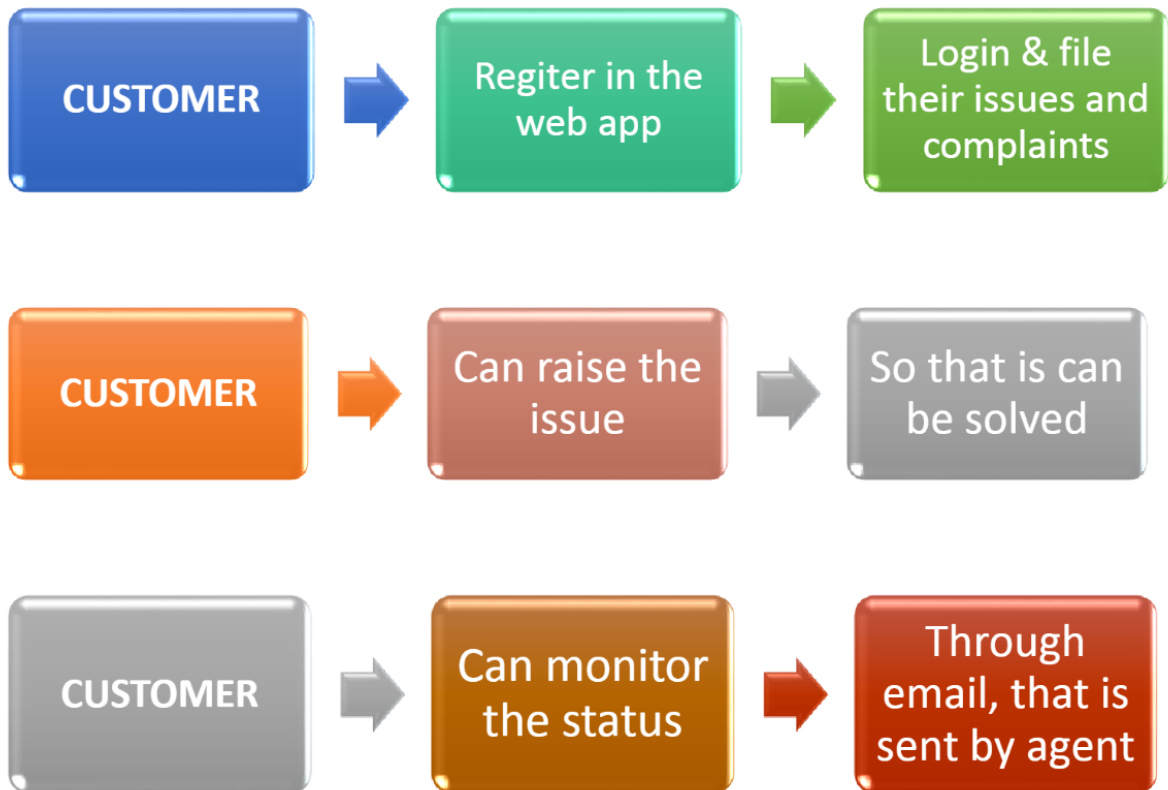 CUSTOMER
Regiter in the
web app
Login & file
their issues and
complaints
CUSTOMER
Can raise the
issue
So that is can
be solved
CUSTOMER
Can monitor
the status
Through
email, that is
sent by agent